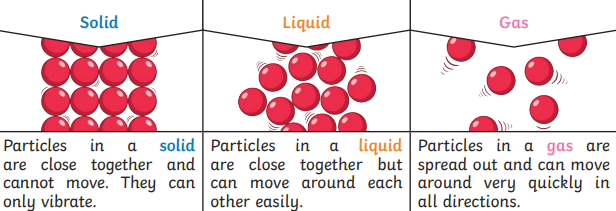 Solid
Liquid
Gas
Particles in a solid
are close together and
cannot move. They can
only vibrate.
Particles in a liquid
are close together but
can move around each
other easily.
Particles in a gas are
spread out and can move
around very quickly in
all directions.